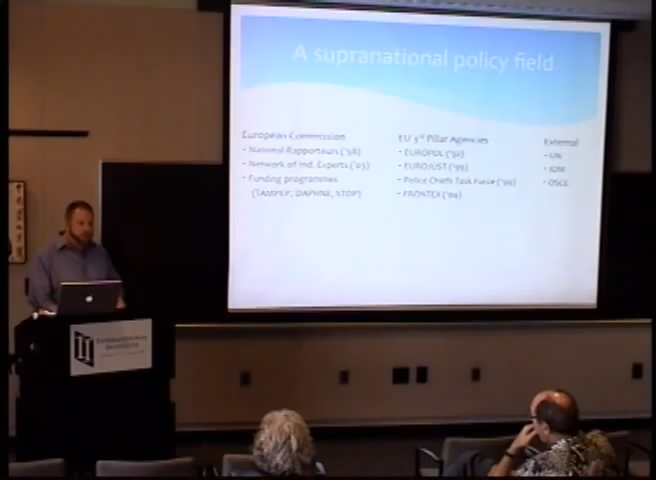 A supranational policy field
European Commission
- National Rapporteurs ('98)
- Network of Ind. Experts ('03)
- Funding programmes
(IAMPEP, DAPHNE, STOP)
EU 3rd Pillar Agencies
- EUROPOL ('92)
- EUROJUST ('99)
- Police Chiefs Task Force ('99)
- FRONTEX ('04)
External
- UN
- IOM
- OSCE